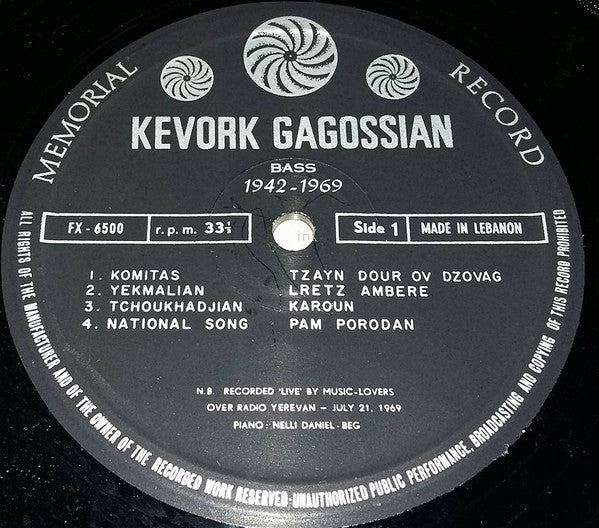 MEMORIAL RECORD
KEVORK GAGOSSIAN
BASS
1942-1969
FX - 6500 r.p.m. 33⅓ Side 1 MADE IN LEBANON
1. KOMITAS TZAYN DOUR OV DZOVAG
2. YEKMALIAN LRETZ AMBERE
3. TCHOUKHADJIAN KAROUN
4. NATIONAL SONG PAM PORODAN
N.B. RECORDED 'LIVE' BY MUSIC-LOVERS
OVER RADIO YEREVAN – JULY 21, 1969
PIANO: NELLI DANIEL-BEG
ALL RIGHTS OF THE MANUFACTURER AND OF THE OWNER OF THE RECORDED WORK RESERVED-UNAUTHORIZED PUBLIC PERFORMANCE, BROADCASTING AND COPYING OF THIS RECORD PROHIBITED